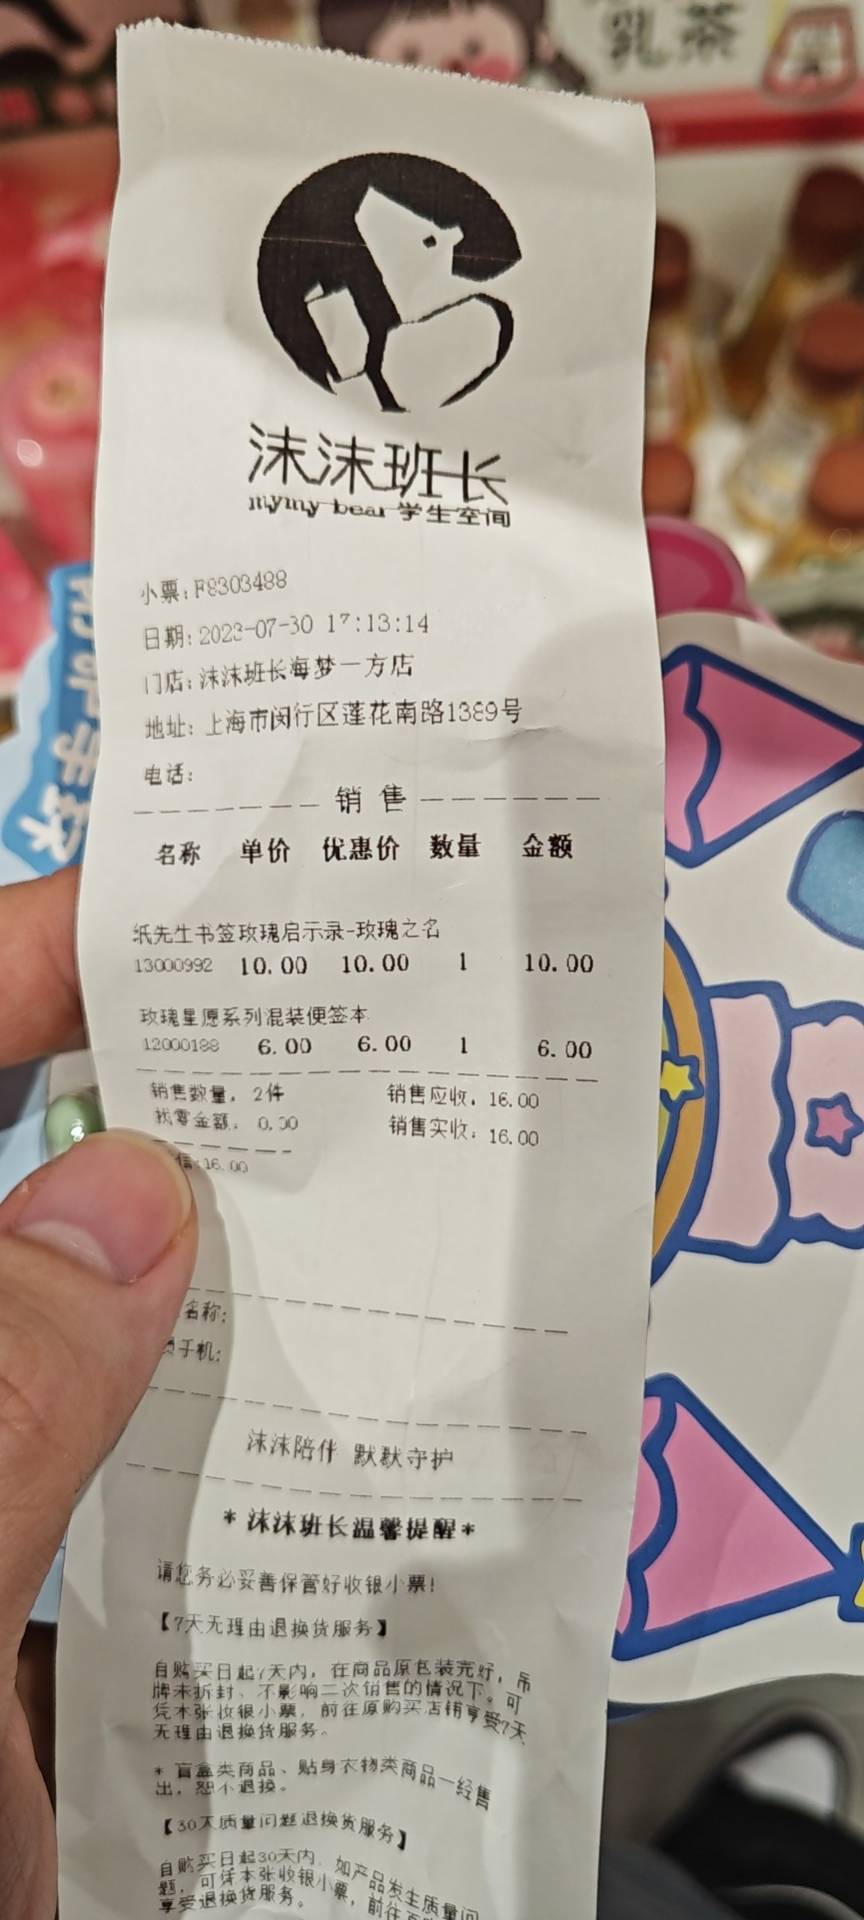 乳茶
沫沫班长
mymy bear 学生空间
小票:F8303488
日期:2023-07-30 17:13:14
门店:沫沫班长海梦一方店
地址:上海市闵行区莲花南路1389号
电话:
销售
名称 单价 优惠价 数量 金额
纸先生书签玫瑰启示录-玫瑰之名
13000992 10.00 10.00 1 10.00
玫瑰星愿系列混装便签本
12000188 6.00 6.00 1 6.00
销售数量: 2件 销售应收: 16.00
找零金额: 0.00 销售实收: 16.00
信:16.00
名称:
手机:
沫沫陪伴 默默守护
*沫沫班长温馨提醒*
请您务必妥善保管好收银小票!
【7天无理由退换货服务】
自购买日起7天内，在商品原包装完好，吊
牌未拆封、不影响二次销售的情况下。可
凭本张收银小票，前往原购买店铺享受7天
无理由退换货服务。
* 盲盒类商品、贴身衣物类商品一经售
出，恕不退换。
【30天质量问题退换货服务】
自购买日起30天内，如产品发生质量问
题，可凭本张收银小票，前往
享受退换货服务。